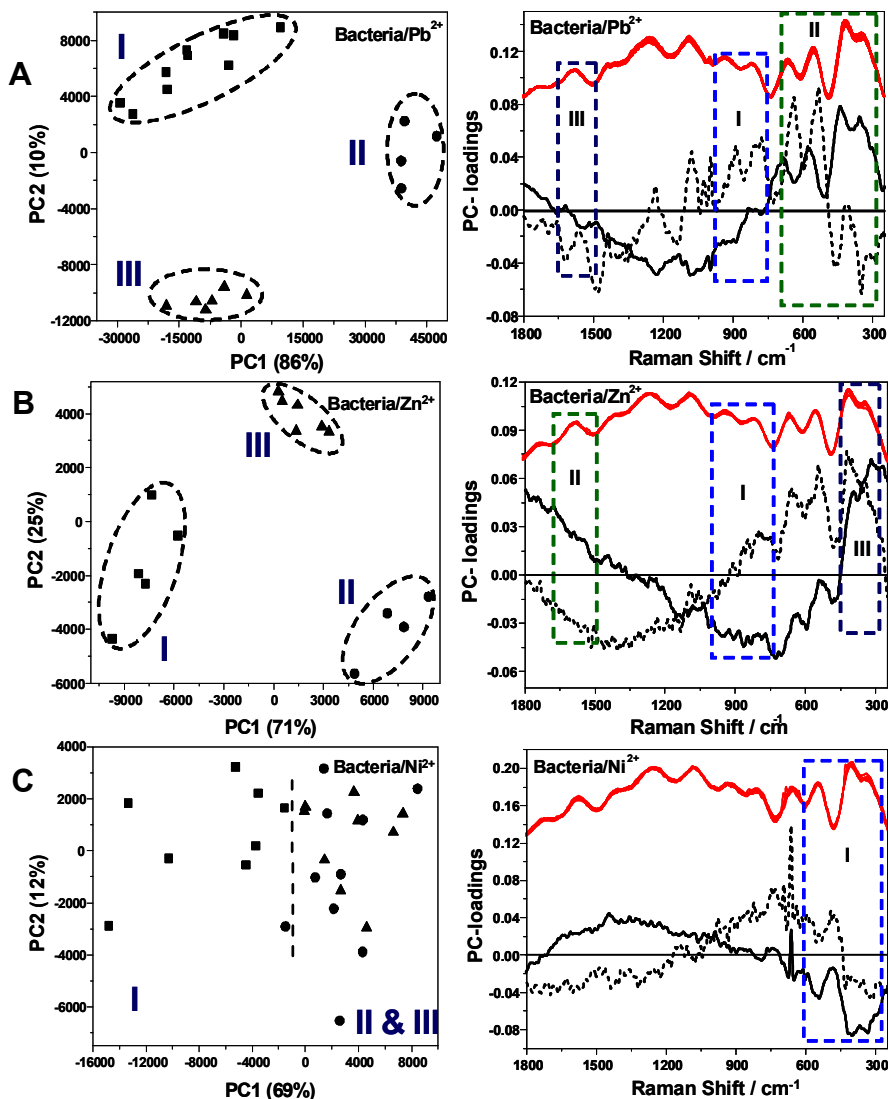 A
Bacteria/Pb2+
I
II
III
PC2 (10%)
8000
4000
0
-4000
-8000
-12000
-30000 -15000 0 15000 30000 45000
PC1 (86%)
Bacteria/Pb2+
II
I
III
PC- loadings
0.12
0.08
0.04
0.00
-0.04
-0.08
1800 1500 1200 900 600 300
Raman Shift / cm-1
B
Bacteria/Zn2+
III
II
I
PC2 (25%)
4000
2000
0
-2000
-4000
-6000
-9000 -6000 -3000 0 3000 6000 9000
PC1 (71%)
Bacteria/Zn2+
II
I
III
PC- loadings
0.12
0.09
0.06
0.03
0.00
-0.03
-0.06
1800 1500 1200 900 600 300
Raman Shift / cm-1
C
Bacteria/Ni2+
I
II & III
PC2 (12%)
4000
2000
0
-2000
-4000
-6000
-16000 -12000 -8000 -4000 0 4000 8000
PC1 (69%)
Bacteria/Ni2+
I
PC-loadings
0.20
0.16
0.12
0.08
0.04
0.00
-0.04
-0.08
1800 1500 1200 900 600 300
Raman Shift / cm-1